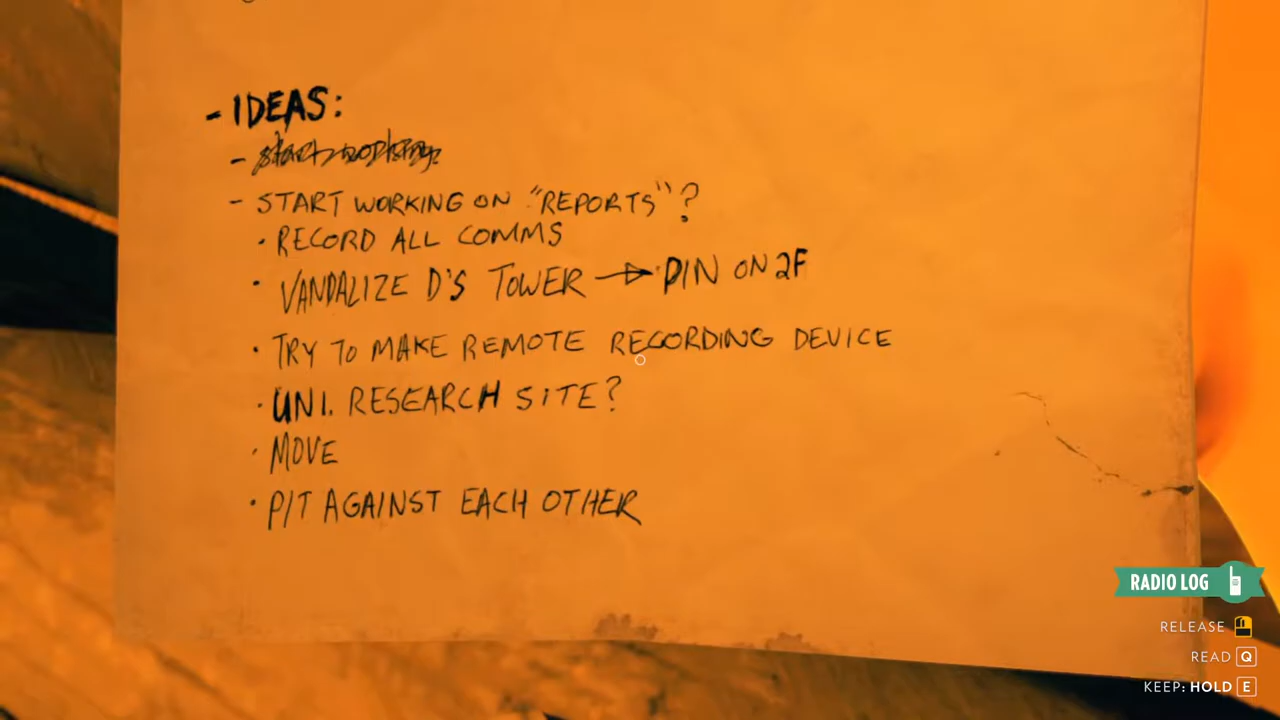 - IDEAS:
-
- START WORKING ON "REPORTS"?
· RECORD ALL COMMS
· VANDALIZE D'S TOWER → PIN ON 2F
· TRY TO MAKE REMOTE RECORDING DEVICE
· UNI. RESEARCH SITE?
· MOVE
· PIT AGAINST EACH OTHER
RADIO LOG
RELEASE
READ Q
KEEP: HOLD E